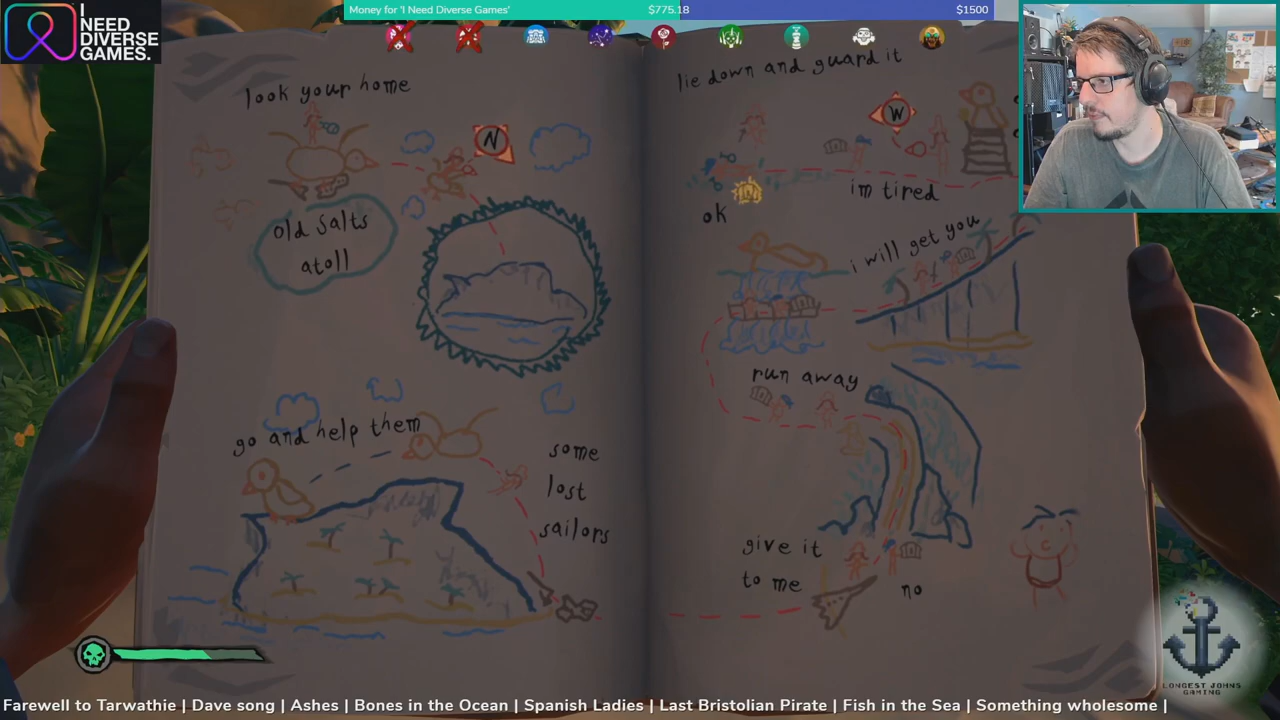 I
NEED
DIVERSE
GAMES.
Money for 'I Need Diverse Games'
$775.18
$1500
look your home
N
old salts
atoll
go and help them
some
lost
sailors
lie down and guard it
W
im tired
ok
i will get you
run away
give it
to me
no
LONGEST JOHNS
GAMING
Farewell to Tarwathie | Dave song | Ashes | Bones in the Ocean | Spanish Ladies | Last Bristolian Pirate | Fish in the Sea | Something wholesome |